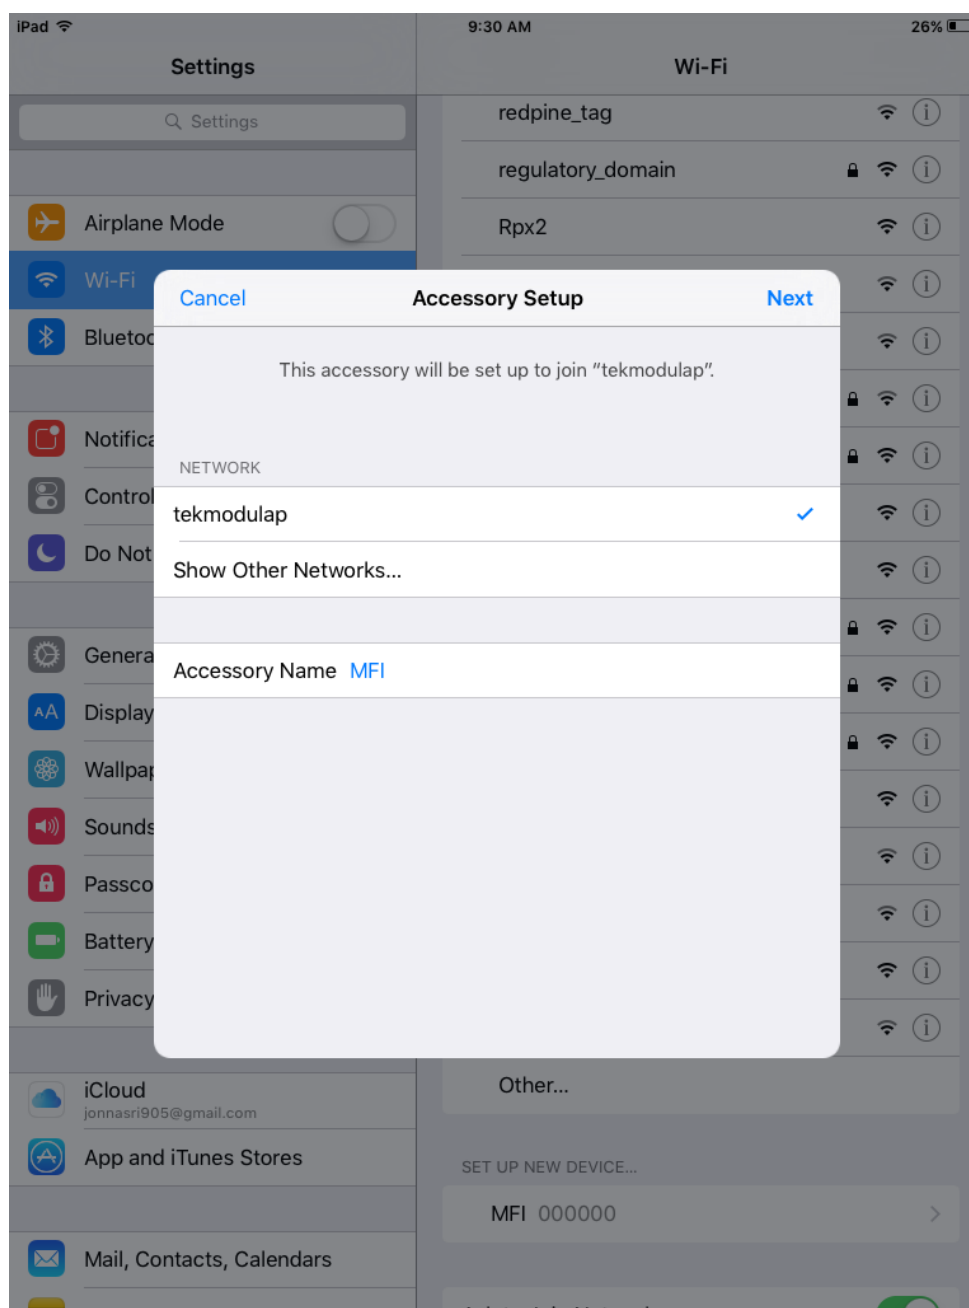 iPad 9:30 AM 26%
Settings
Wi-Fi
Settings
Airplane Mode
Wi-Fi
Bluetoo
Notifica
Control
Do Not
Genera
Display
Wallpap
Sounds
Passco
Battery
Privacy
iCloud
jonnasri905@gmail.com
App and iTunes Stores
Mail, Contacts, Calendars
redpine_tag
regulatory_domain
Rpx2
Cancel Accessory Setup Next
This accessory will be set up to join “tekmodulap”.
NETWORK
tekmodulap
Show Other Networks...
Accessory Name MFI
Other...
SET UP NEW DEVICE...
MFI 000000